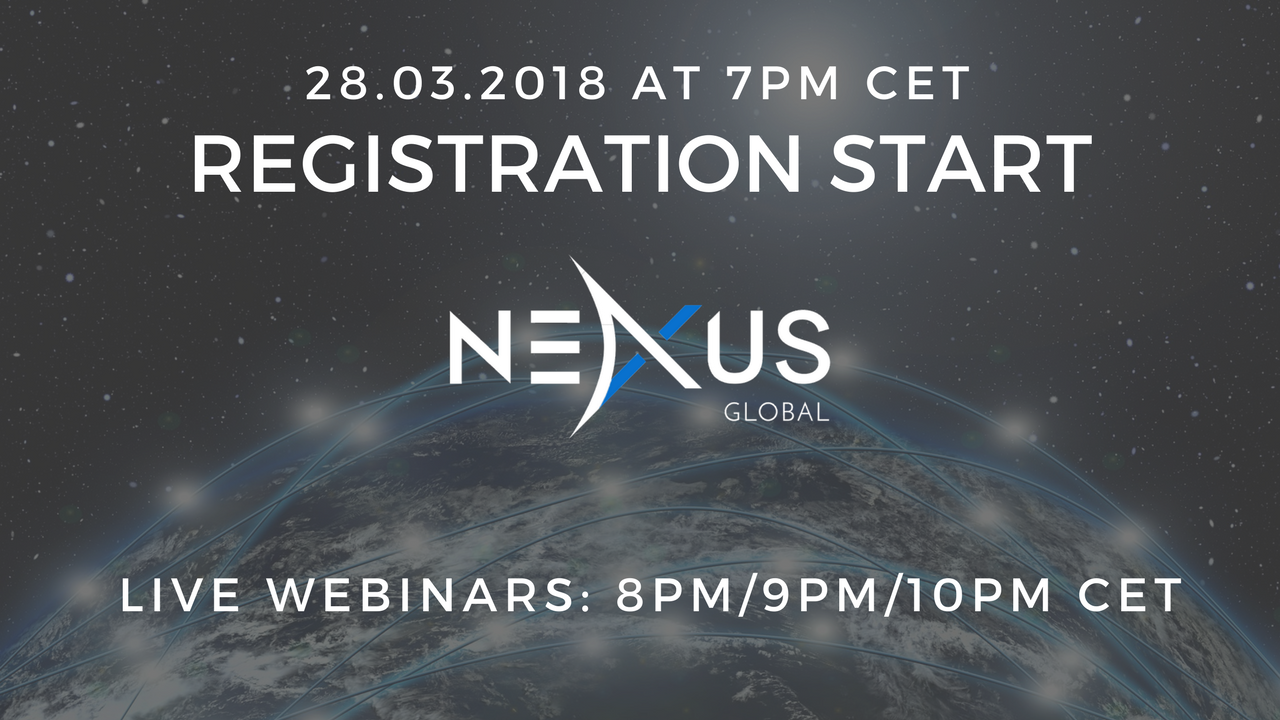 28.03.2018 AT 7PM CET
REGISTRATION START
NEXUS
GLOBAL
LIVE WEBINARS: 8PM/9PM/10PM CET